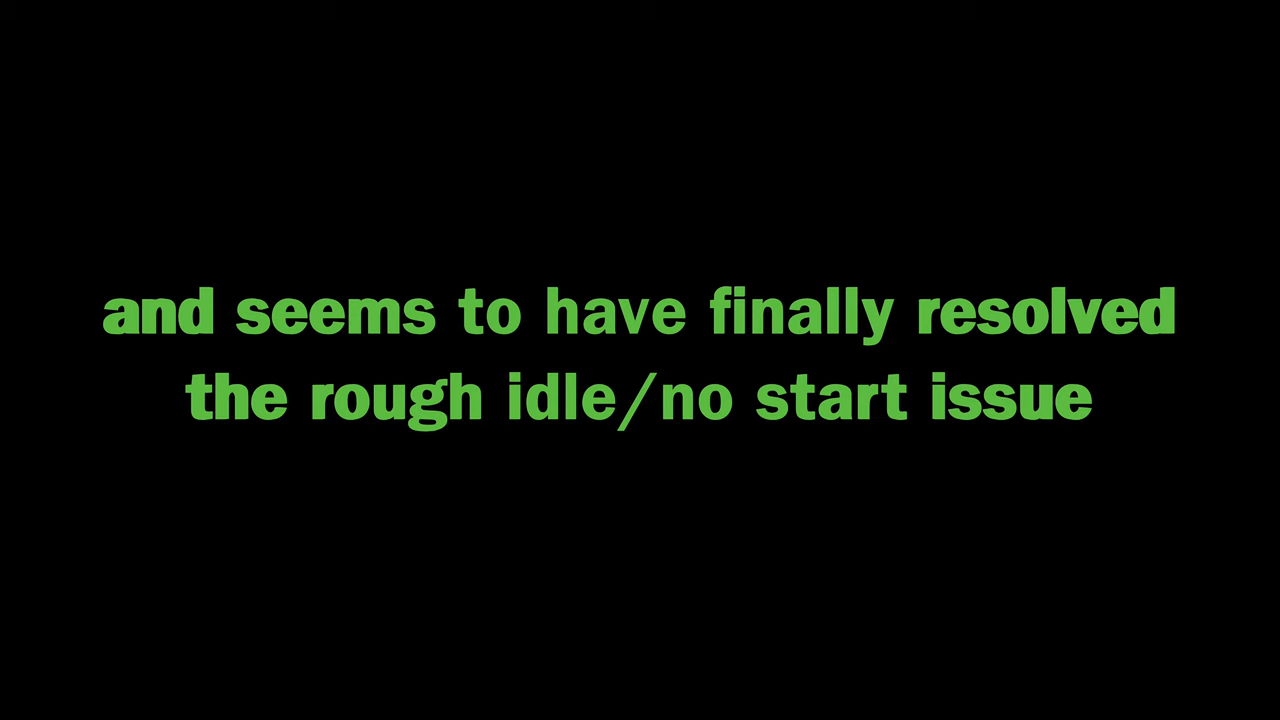 and seems to have finally resolved
the rough idle/no start issue